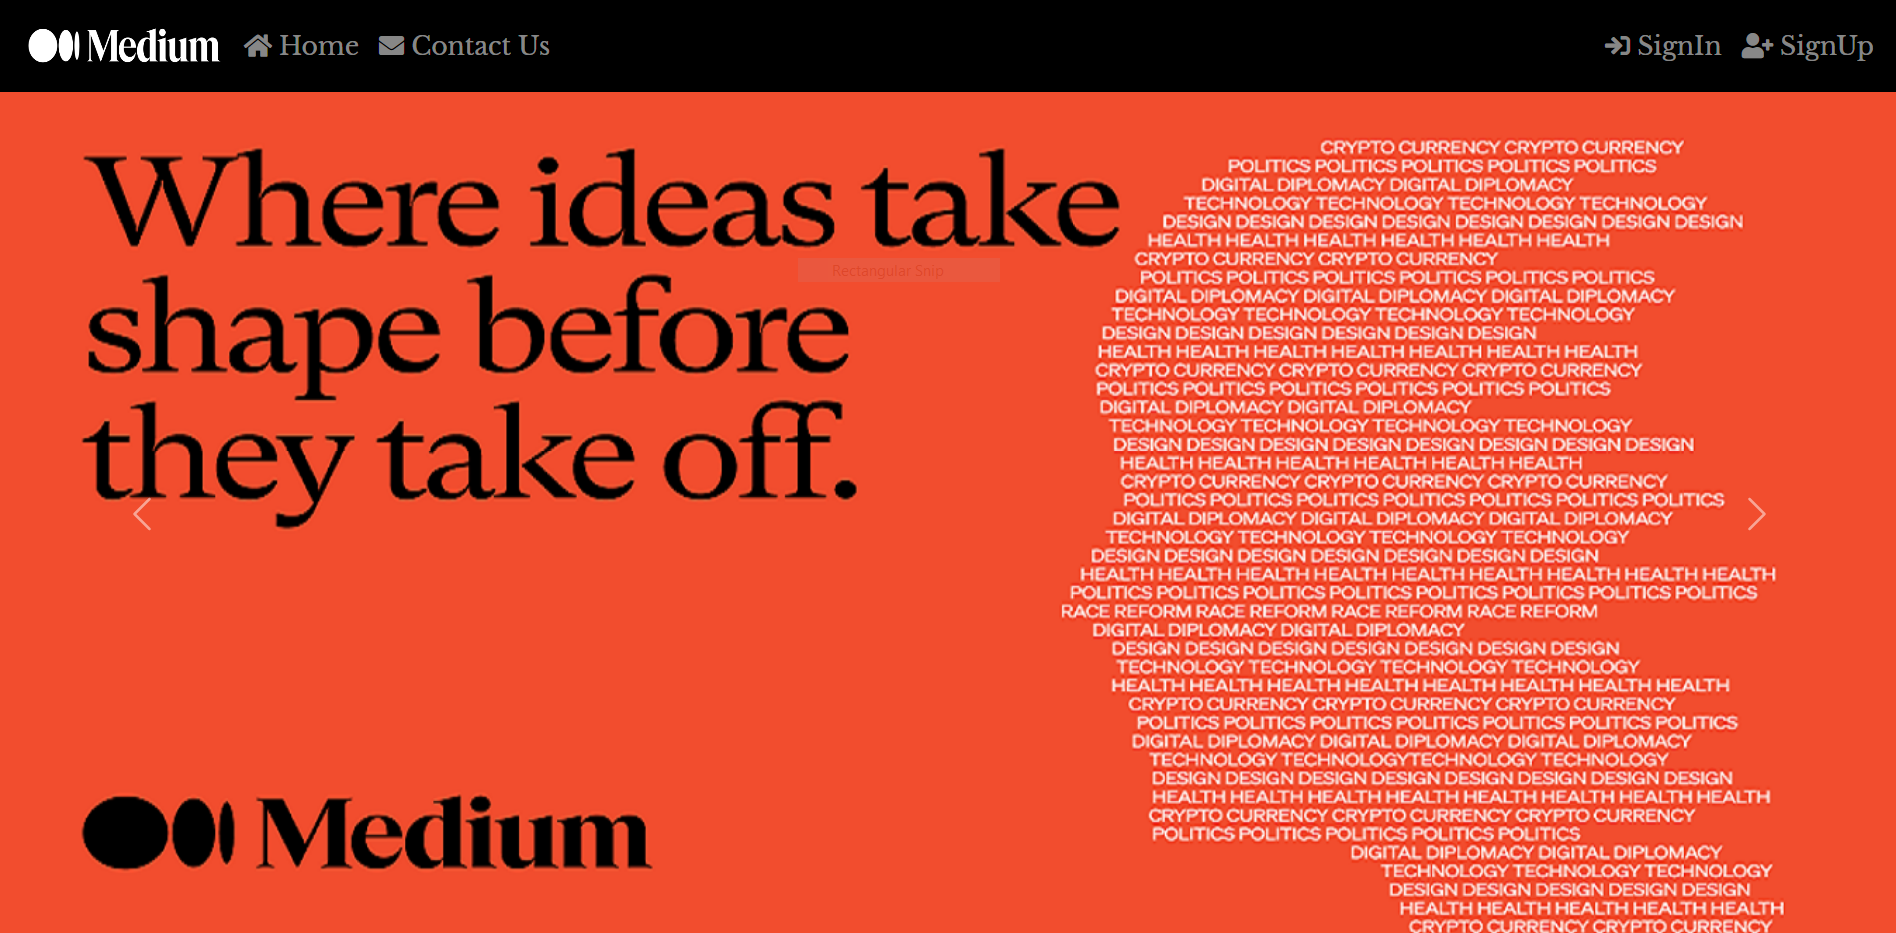 Medium Home Contact Us SignIn SignUp
Where ideas take
shape before
they take off.
Rectangular Snip
Medium
CRYPTO CURRENCY CRYPTO CURRENCY
POLITICS POLITICS POLITICS POLITICS POLITICS
DIGITAL DIPLOMACY DIGITAL DIPLOMACY
TECHNOLOGY TECHNOLOGY TECHNOLOGY TECHNOLOGY
DESIGN DESIGN DESIGN DESIGN DESIGN DESIGN DESIGN DESIGN
HEALTH HEALTH HEALTH HEALTH HEALTH HEALTH
CRYPTO CURRENCY CRYPTO CURRENCY
POLITICS POLITICS POLITICS POLITICS POLITICS POLITICS
DIGITAL DIPLOMACY DIGITAL DIPLOMACY DIGITAL DIPLOMACY
TECHNOLOGY TECHNOLOGY TECHNOLOGY TECHNOLOGY
DESIGN DESIGN DESIGN DESIGN DESIGN DESIGN
HEALTH HEALTH HEALTH HEALTH HEALTH HEALTH HEALTH
CRYPTO CURRENCY CRYPTO CURRENCY CRYPTO CURRENCY
POLITICS POLITICS POLITICS POLITICS POLITICS POLITICS
DIGITAL DIPLOMACY DIGITAL DIPLOMACY
TECHNOLOGY TECHNOLOGY TECHNOLOGY TECHNOLOGY
DESIGN DESIGN DESIGN DESIGN DESIGN DESIGN DESIGN DESIGN
HEALTH HEALTH HEALTH HEALTH HEALTH HEALTH
CRYPTO CURRENCY CRYPTO CURRENCY CRYPTO CURRENCY
POLITICS POLITICS POLITICS POLITICS POLITICS POLITICS POLITICS
DIGITAL DIPLOMACY DIGITAL DIPLOMACY DIGITAL DIPLOMACY
TECHNOLOGY TECHNOLOGY TECHNOLOGY TECHNOLOGY
DESIGN DESIGN DESIGN DESIGN DESIGN DESIGN DESIGN
HEALTH HEALTH HEALTH HEALTH HEALTH HEALTH HEALTH HEALTH HEALTH
POLITICS POLITICS POLITICS POLITICS POLITICS POLITICS POLITICS POLITICS
RACE REFORM RACE REFORM RACE REFORM RACE REFORM
DIGITAL DIPLOMACY DIGITAL DIPLOMACY
DESIGN DESIGN DESIGN DESIGN DESIGN DESIGN DESIGN
TECHNOLOGY TECHNOLOGY TECHNOLOGY TECHNOLOGY
HEALTH HEALTH HEALTH HEALTH HEALTH HEALTH HEALTH HEALTH
CRYPTO CURRENCY CRYPTO CURRENCY CRYPTO CURRENCY
POLITICS POLITICS POLITICS POLITICS POLITICS POLITICS POLITICS
DIGITAL DIPLOMACY DIGITAL DIPLOMACY DIGITAL DIPLOMACY
TECHNOLOGY TECHNOLOGYTECHNOLOGY TECHNOLOGY
DESIGN DESIGN DESIGN DESIGN DESIGN DESIGN DESIGN DESIGN
HEALTH HEALTH HEALTH HEALTH HEALTH HEALTH HEALTH HEALTH
CRYPTO CURRENCY CRYPTO CURRENCY CRYPTO CURRENCY
POLITICS POLITICS POLITICS POLITICS POLITICS
DIGITAL DIPLOMACY DIGITAL DIPLOMACY
TECHNOLOGY TECHNOLOGY TECHNOLOGY
DESIGN DESIGN DESIGN DESIGN DESIGN
HEALTH HEALTH HEALTH HEALTH HEALTH
CRYPTO CURRENCY CRYPTO CURRENCY